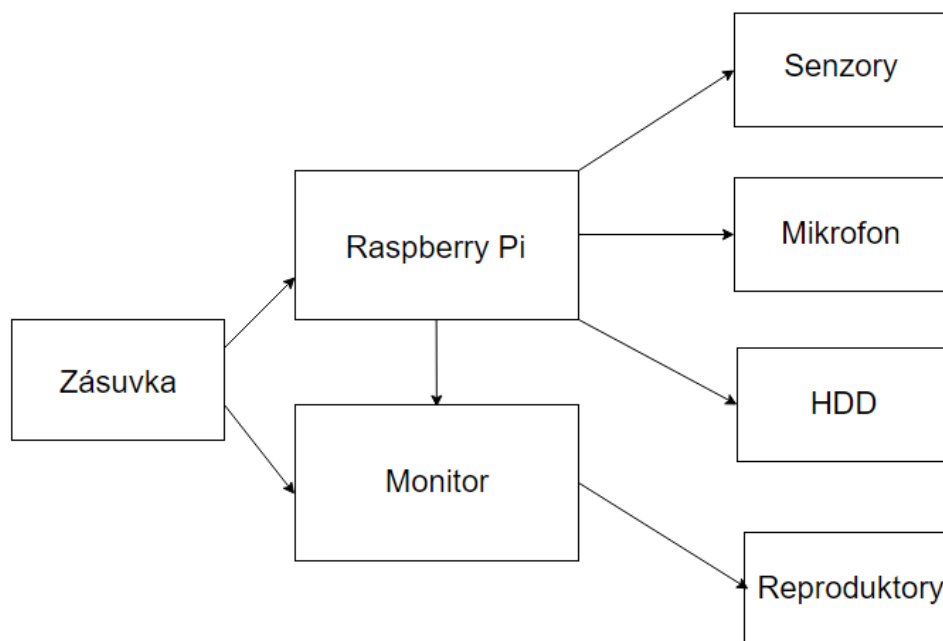 Senzory
Raspberry Pi
Mikrofon
Zásuvka
HDD
Monitor
Reproduktory